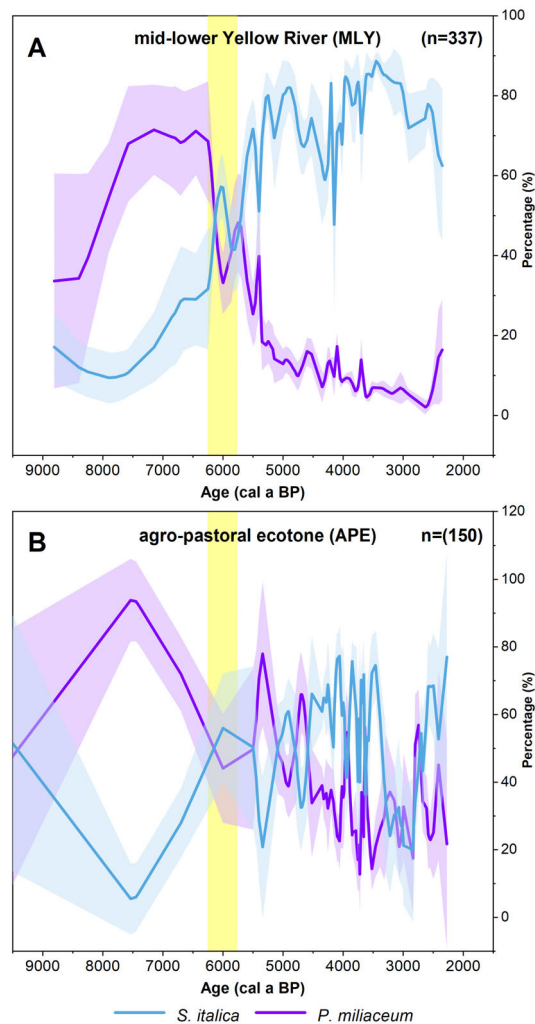 A
mid-lower Yellow River (MLY)
(n=337)
100
80
60
40
20
0
Percentage (%)
9000 8000 7000 6000 5000 4000 3000 2000
Age (cal a BP)
B
agro-pastoral ecotone (APE)
n=(150)
120
100
80
60
40
20
0
Percentage (%)
9000 8000 7000 6000 5000 4000 3000 2000
Age (cal a BP)
S. italica P. miliaceum